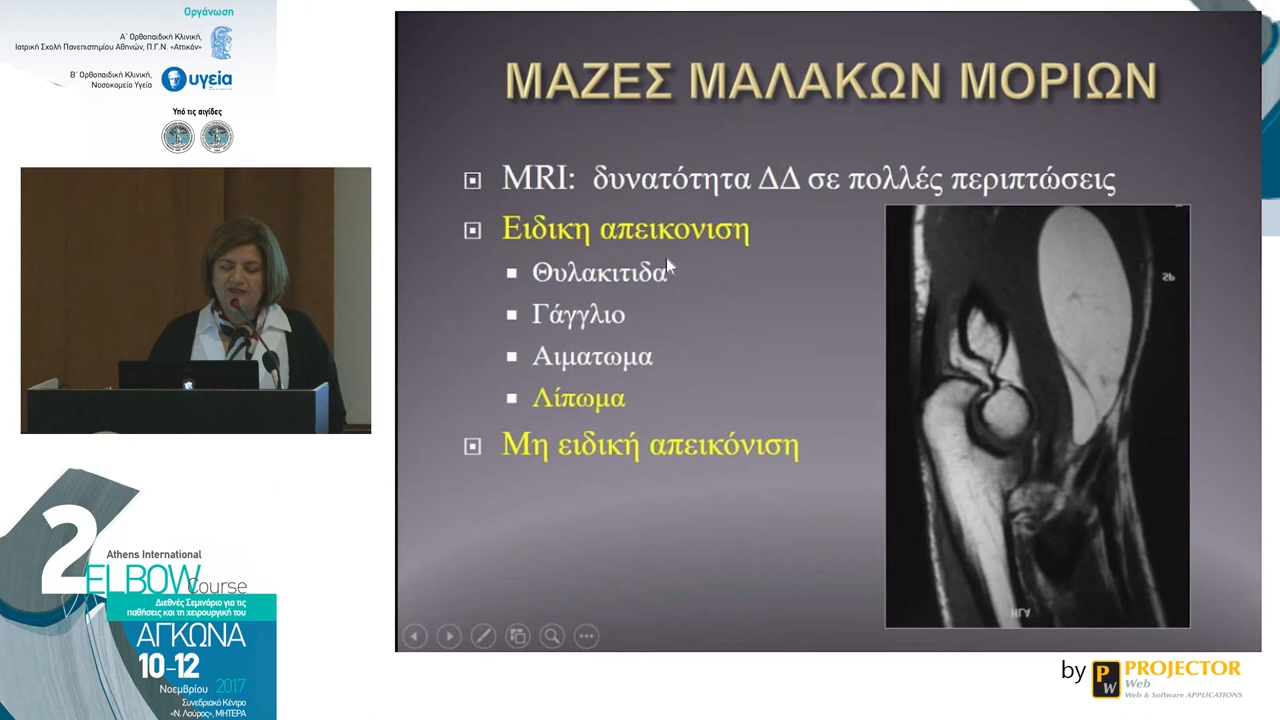 Οργάνωση
Α΄ Ορθοπαιδική Κλινική,
Ιατρική Σχολή Πανεπιστημίου Αθηνών, Π.Γ.Ν. «Αττικόν»
Β΄ Ορθοπαιδική Κλινική,
Νοσοκομείο Υγεία
υγεία
Υπό τις αιγίδες
2
Athens International
ELBOW Course
Διεθνές Σεμινάριο για τις
παθήσεις και τη χειρουργική του
ΑΓΚΩΝΑ
10-12
Νοεμβρίου 2017
Συνεδριακό Κέντρο
«Ν. Λούρος», ΜΗΤΕΡΑ
ΜΑΖΕΣ ΜΑΛΑΚΩΝ ΜΟΡΙΩΝ
MRI: δυνατότητα ΔΔ σε πολλές περιπτώσεις
Ειδικη απεικονιση
Θυλακιτιδα
Γάγγλιο
Αιματωμα
Λίπωμα
Μη ειδική απεικόνιση
by PW PROJECTOR
Web
Web & Software APPLICATIONS